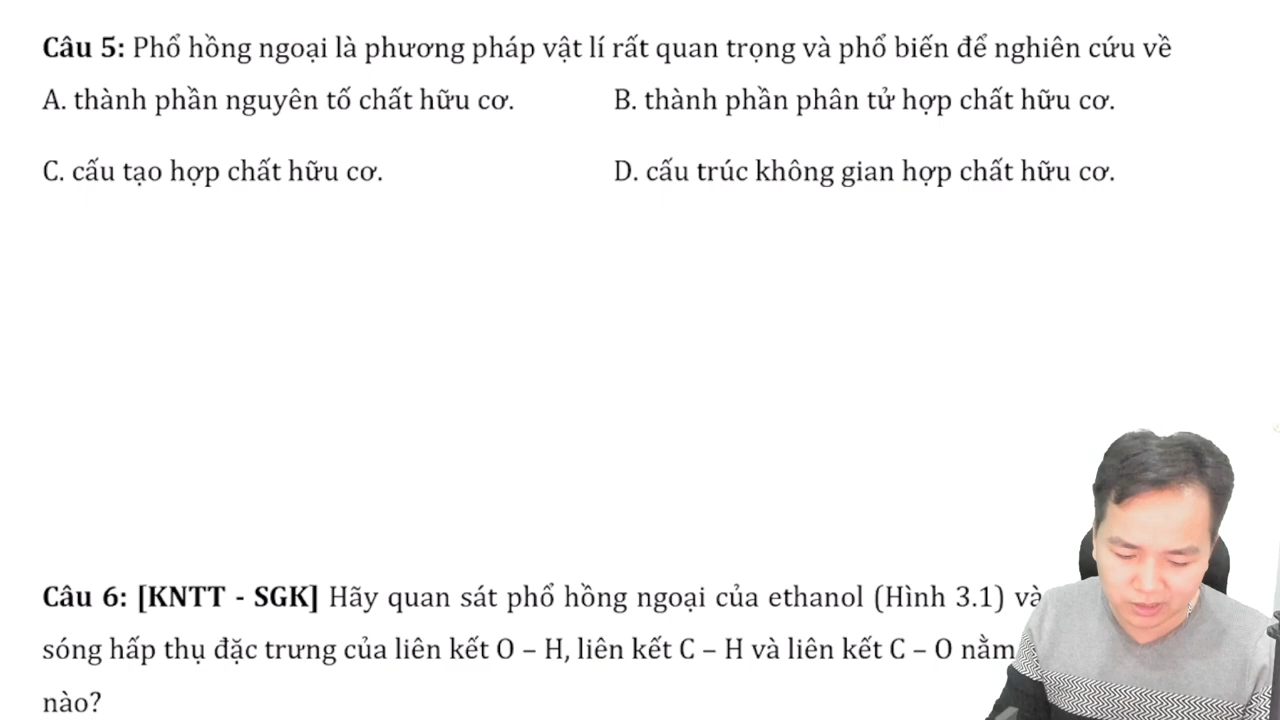 Câu 5: Phổ hồng ngoại là phương pháp vật lí rất quan trọng và phổ biến để nghiên cứu về
A. thành phần nguyên tố chất hữu cơ. B. thành phần phân tử hợp chất hữu cơ.
C. cấu tạo hợp chất hữu cơ. D. cấu trúc không gian hợp chất hữu cơ.
Câu 6: [KNTT - SGK] Hãy quan sát phổ hồng ngoại của ethanol (Hình 3.1) và
sóng hấp thụ đặc trưng của liên kết O – H, liên kết C – H và liên kết C – O nằm
nào?